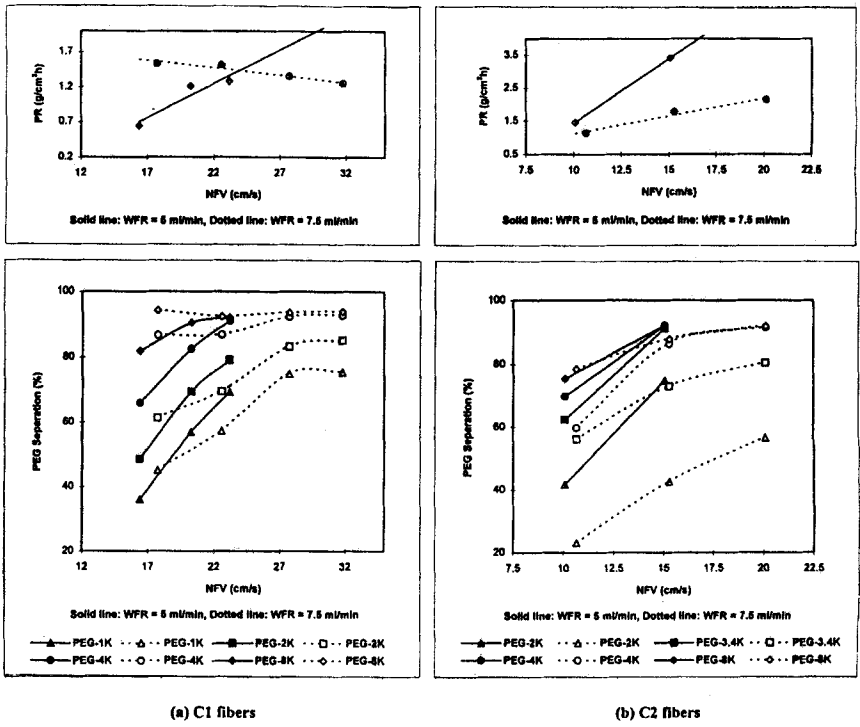 PR (g/cm²h)
1.7
1.2
0.7
0.2
12 17 22 27 32
NFV (cm/s)
Solid line: WFR = 5 ml/min, Dotted line: WFR = 7.5 ml/min
PR (g/cm²h)
3.5
2.5
1.5
0.5
7.5 10 12.5 15 17.5 20 22.5
NFV (cm/s)
Solid line: WFR = 5 ml/min, Dotted line: WFR = 7.5 ml/min
PEG Separation (%)
100
80
60
40
20
12 17 22 27 32
NFV (cm/s)
Solid line: WFR = 5 ml/min, Dotted line: WFR = 7.5 ml/min
PEG-1K PEG-1K PEG-2K PEG-2K
PEG-4K PEG-4K PEG-8K PEG-8K
PEG Separation (%)
100
80
60
40
20
7.5 10 12.5 15 17.5 20 22.5
NFV (cm/s)
Solid line: WFR = 5 ml/min, Dotted line: WFR = 7.5 ml/min
PEG-2K PEG-2K PEG-3.4K PEG-3.4K
PEG-4K PEG-4K PEG-8K PEG-8K
(a) C1 fibers
(b) C2 fibers